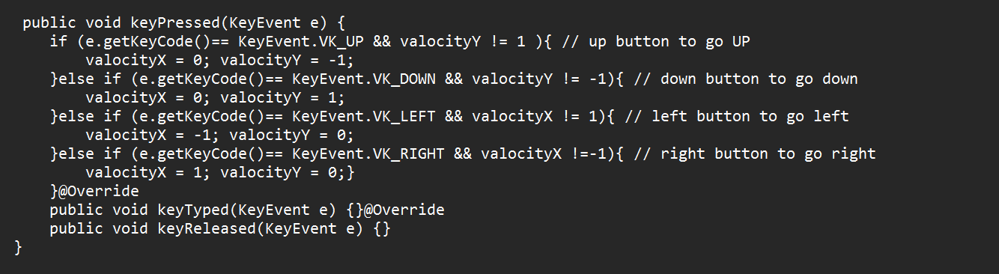 public void keyPressed(KeyEvent e) {
if (e.getKeyCode()== KeyEvent.VK_UP && valocityY != 1 ){ // up button to go UP
valocityX = 0; valocityY = -1;
}else if (e.getKeyCode()== KeyEvent.VK_DOWN && valocityY != -1){ // down button to go down
valocityX = 0; valocityY = 1;
}else if (e.getKeyCode()== KeyEvent.VK_LEFT && valocityX != 1){ // left button to go left
valocityX = -1; valocityY = 0;
}else if (e.getKeyCode()== KeyEvent.VK_RIGHT && valocityX !=-1){ // right button to go right
valocityX = 1; valocityY = 0;}
}@Override
public void keyTyped(KeyEvent e) {}@Override
public void keyReleased(KeyEvent e) {}
}